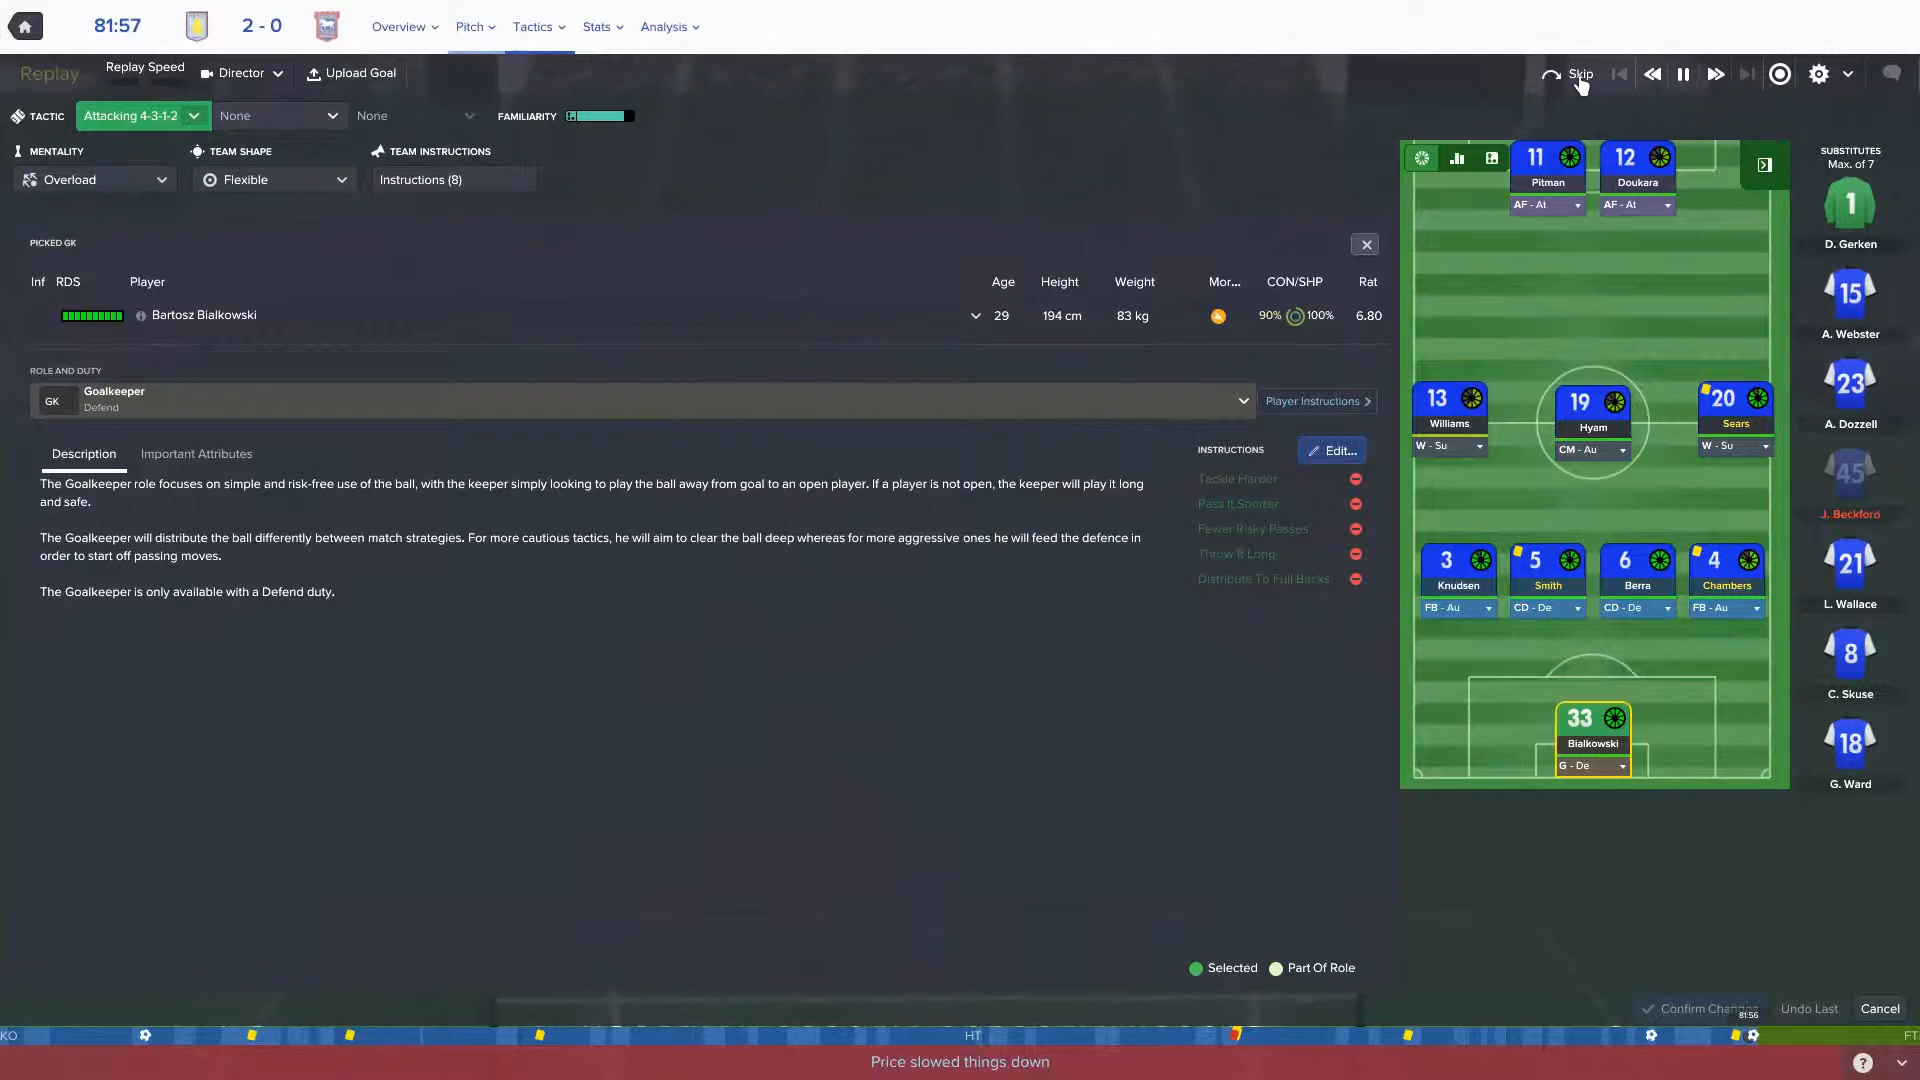 81:57
2 - 0
Overview
Pitch
Tactics
Stats
Analysis
Replay
Replay Speed
Director
Upload Goal
Skip
TACTIC
Attacking 4-3-1-2
None
None
FAMILIARITY
MENTALITY
TEAM SHAPE
TEAM INSTRUCTIONS
Overload
Flexible
Instructions (8)
PICKED GK
Inf RDS Player Age Height Weight Mor... CON/SHP Rat
Bartosz Bialkowski 29 194 cm 83 kg 90% 100% 6.80
ROLE AND DUTY
GK
Goalkeeper
Defend
Player Instructions
Description
Important Attributes
The Goalkeeper role focuses on simple and risk-free use of the ball, with the keeper simply looking to play the ball away from goal to an open player. If a player is not open, the keeper will play it long
and safe.
The Goalkeeper will distribute the ball differently between match strategies. For more cautious tactics, he will aim to clear the ball deep whereas for more aggressive ones he will feed the defence in
order to start off passing moves.
The Goalkeeper is only available with a Defend duty.
INSTRUCTIONS
Edit...
Tackle Harder
Pass It Shorter
Fewer Risky Passes
Throw It Long
Distribute To Full Backs
Selected
Part Of Role
11
Pitman
AF - At
12
Doukara
AF - At
13
Williams
W - Su
19
Hyam
CM - Au
20
Sears
W - Su
3
Knudsen
FB - Au
5
Smith
CD - De
6
Berra
CD - De
4
Chambers
FB - Au
33
Bialkowski
G - De
SUBSTITUTES
Max. of 7
1
D. Gerken
15
A. Webster
23
A. Dozzell
45
J. Beckford
21
L. Wallace
8
C. Skuse
18
G. Ward
Confirm Changes
Undo Last
Cancel
81:56
KO
HT
FT
Price slowed things down
?